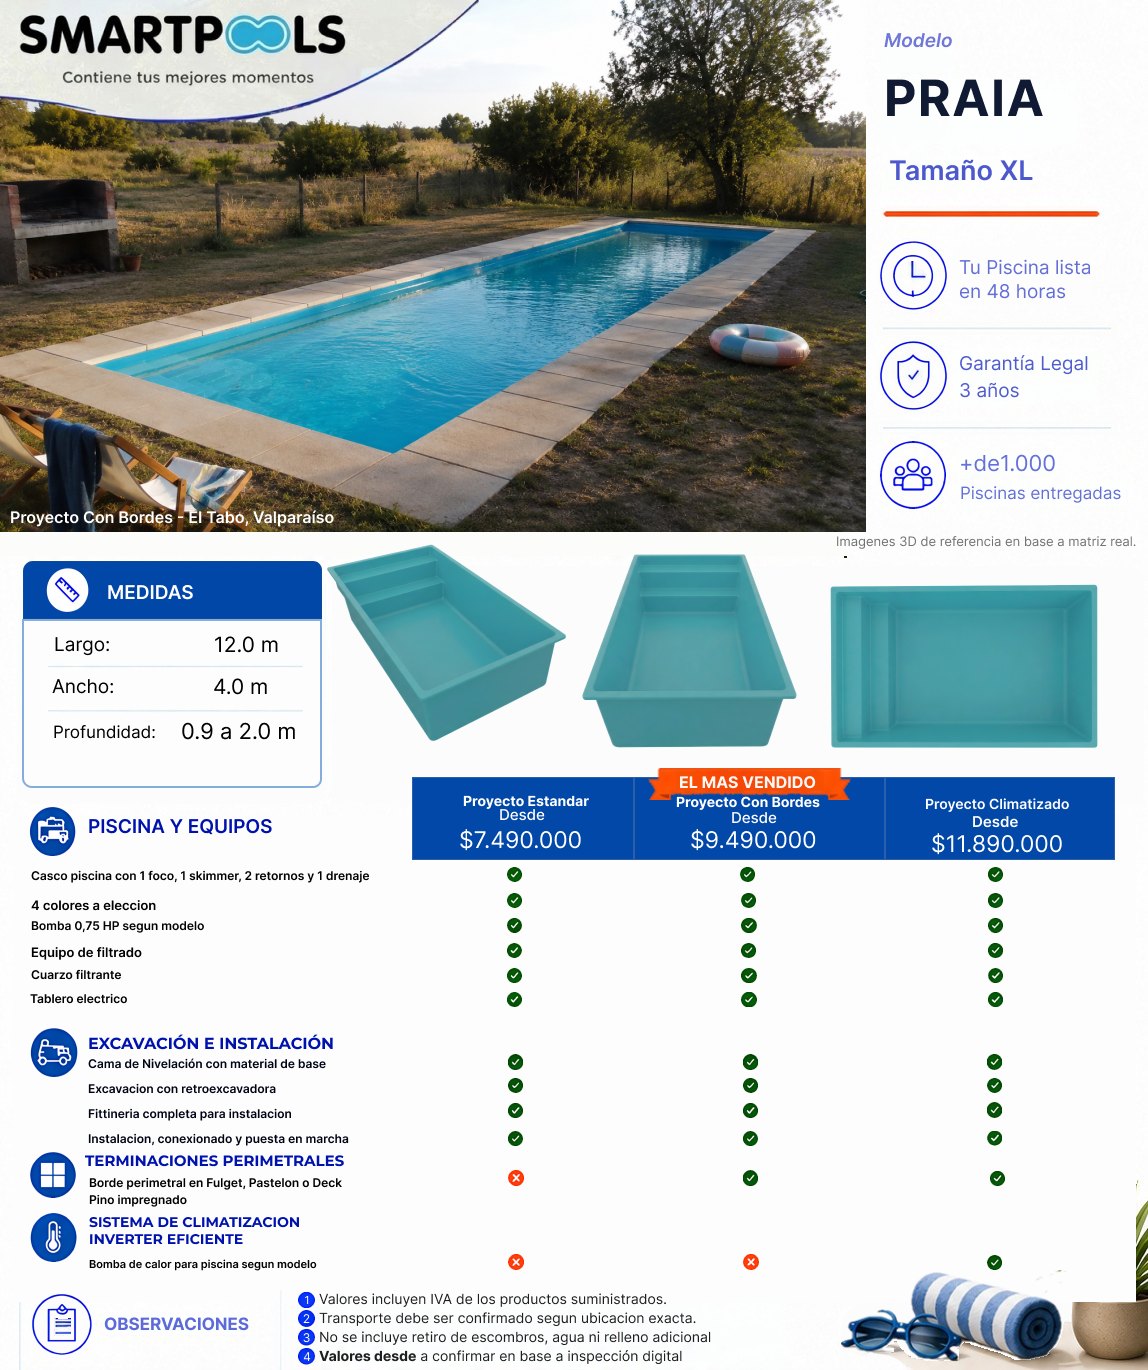 SMARTPOOLS
Contiene tus mejores momentos
Proyecto Con Bordes - El Tabo, Valparaíso
Modelo
PRAIA
Tamaño XL
Tu Piscina lista
en 48 horas
Garantía Legal
3 años
+de1.000
Piscinas entregadas
Imagenes 3D de referencia en base a matriz real.
MEDIDAS
Largo: 12.0 m
Ancho: 4.0 m
Profundidad: 0.9 a 2.0 m
EL MAS VENDIDO
Proyecto Estandar
Desde
$7.490.000
Proyecto Con Bordes
Desde
$9.490.000
Proyecto Climatizado
Desde
$11.890.000
PISCINA Y EQUIPOS
Casco piscina con 1 foco, 1 skimmer, 2 retornos y 1 drenaje
4 colores a eleccion
Bomba 0,75 HP segun modelo
Equipo de filtrado
Cuarzo filtrante
Tablero electrico
EXCAVACIÓN E INSTALACIÓN
Cama de Nivelación con material de base
Excavacion con retroexcavadora
Fittineria completa para instalacion
Instalacion, conexionado y puesta en marcha
TERMINACIONES PERIMETRALES
Borde perimetral en Fulget, Pastelon o Deck
Pino impregnado
SISTEMA DE CLIMATIZACION
INVERTER EFICIENTE
Bomba de calor para piscina segun modelo
OBSERVACIONES
1 Valores incluyen IVA de los productos suministrados.
2 Transporte debe ser confirmado segun ubicacion exacta.
3 No se incluye retiro de escombros, agua ni relleno adicional
4 Valores desde a confirmar en base a inspección digital